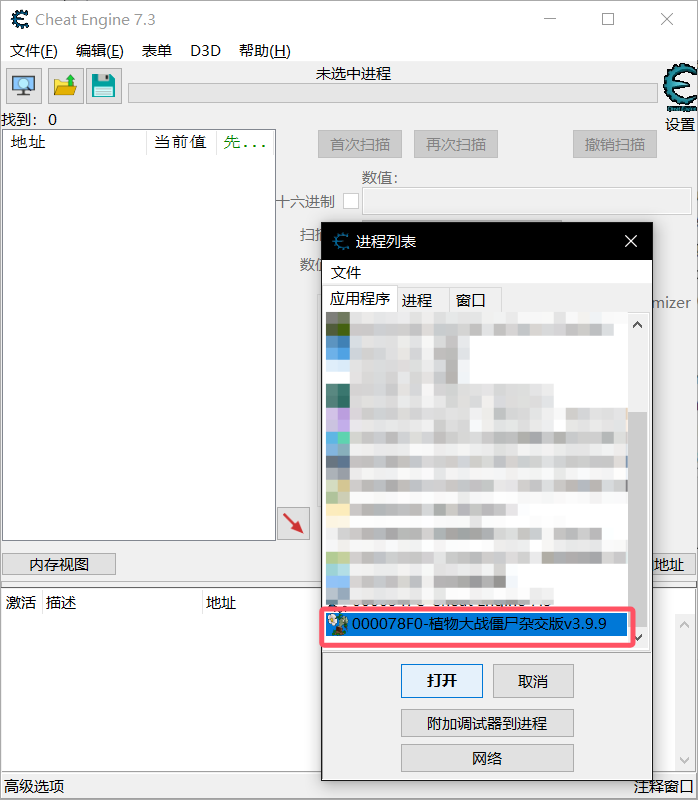 Cheat Engine 7.3
文件(F) 编辑(E) 表单 D3D 帮助(H)
未选中进程
找到: 0
设置
地址 当前值 先...
首次扫描 再次扫描 撤销扫描
数值:
十六进制
扫描
数值
进程列表
文件
应用程序 进程 窗口
mizer
内存视图
地址
激活 描述 地址
000078F0-植物大战僵尸杂交版v3.9.9
打开 取消
附加调试器到进程
网络
高级选项
注释窗口